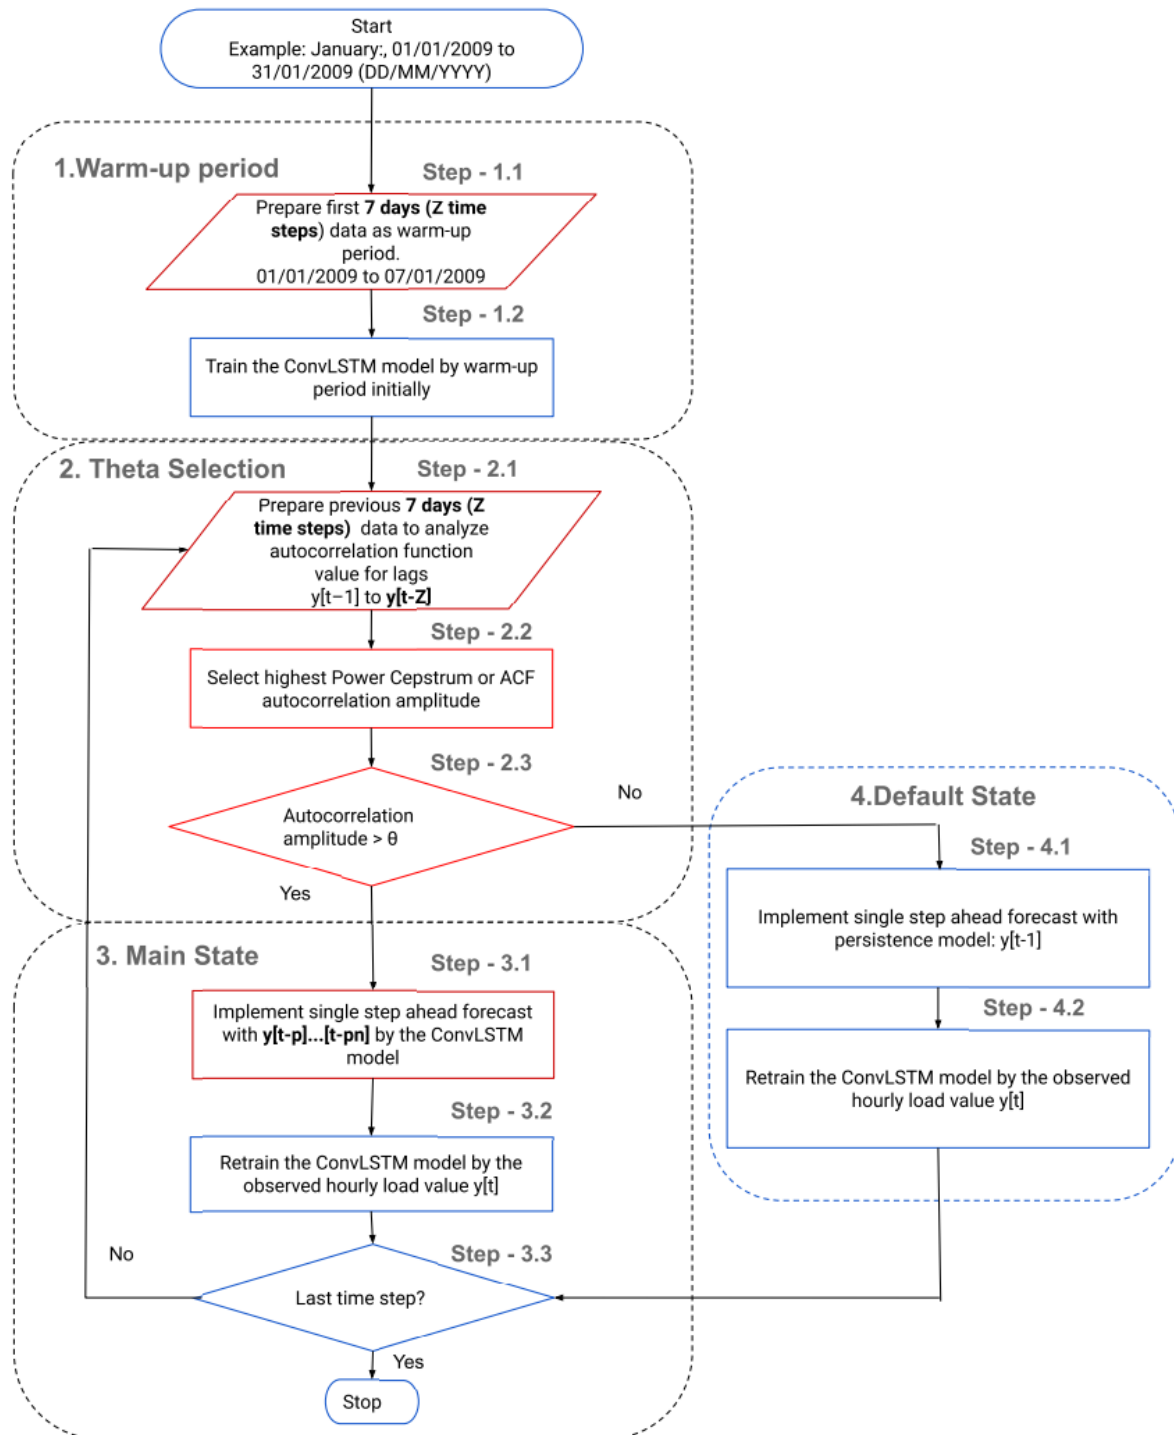 Start
Example: January:, 01/01/2009 to
31/01/2009 (DD/MM/YYYY)
1.Warm-up period
Step - 1.1
Prepare first 7 days (Z time
steps) data as warm-up
period.
01/01/2009 to 07/01/2009
Step - 1.2
Train the ConvLSTM model by warm-up
period initially
2. Theta Selection
Step - 2.1
Prepare previous 7 days (Z
time steps) data to analyze
autocorrelation function
value for lags
y[t−1] to y[t-Z]
Step - 2.2
Select highest Power Cepstrum or ACF
autocorrelation amplitude
Step - 2.3
Autocorrelation
amplitude > θ
No
Yes
4.Default State
Step - 4.1
Implement single step ahead forecast with
persistence model: y[t-1]
Step - 4.2
Retrain the ConvLSTM model by the observed
hourly load value y[t]
3. Main State
Step - 3.1
Implement single step ahead forecast
with y[t-p]...[t-pn] by the ConvLSTM
model
Step - 3.2
Retrain the ConvLSTM model by the
observed hourly load value y[t]
Step - 3.3
No
Last time step?
Yes
Stop